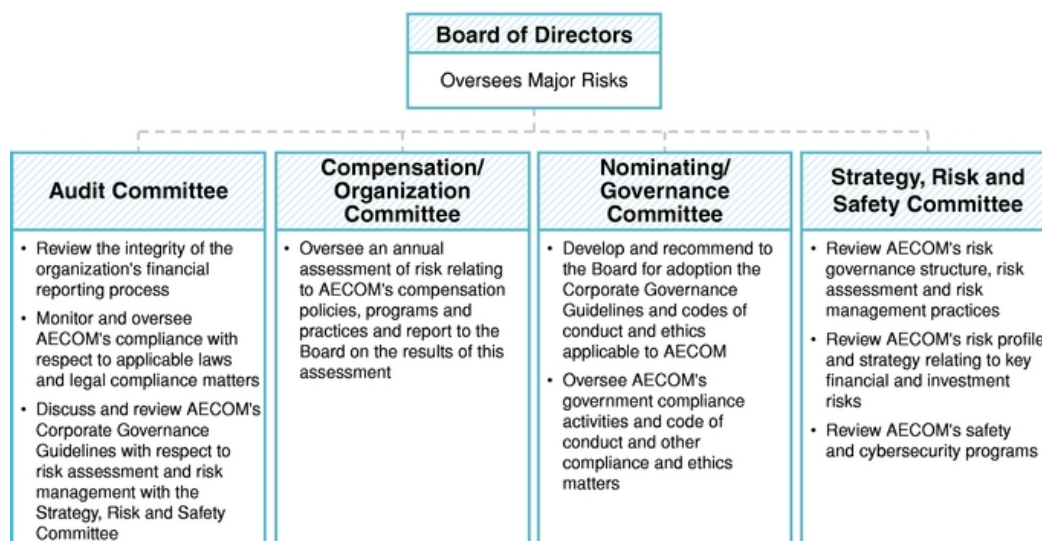 Board of Directors
Oversees Major Risks
Audit Committee
• Review the integrity of the
organization's financial
reporting process
• Monitor and oversee
AECOM's compliance with
respect to applicable laws
and legal compliance matters
• Discuss and review AECOM's
Corporate Governance
Guidelines with respect to
risk assessment and risk
management with the
Strategy, Risk and Safety
Committee
Compensation/
Organization
Committee
• Oversee an annual
assessment of risk relating
to AECOM's compensation
policies, programs and
practices and report to the
Board on the results of this
assessment
Nominating/
Governance
Committee
• Develop and recommend to
the Board for adoption the
Corporate Governance
Guidelines and codes of
conduct and ethics
applicable to AECOM
• Oversee AECOM's
government compliance
activities and code of
conduct and other
compliance and ethics
matters
Strategy, Risk and
Safety Committee
• Review AECOM's risk
governance structure, risk
assessment and risk
management practices
• Review AECOM's risk profile
and strategy relating to key
financial and investment
risks
• Review AECOM's safety
and cybersecurity programs